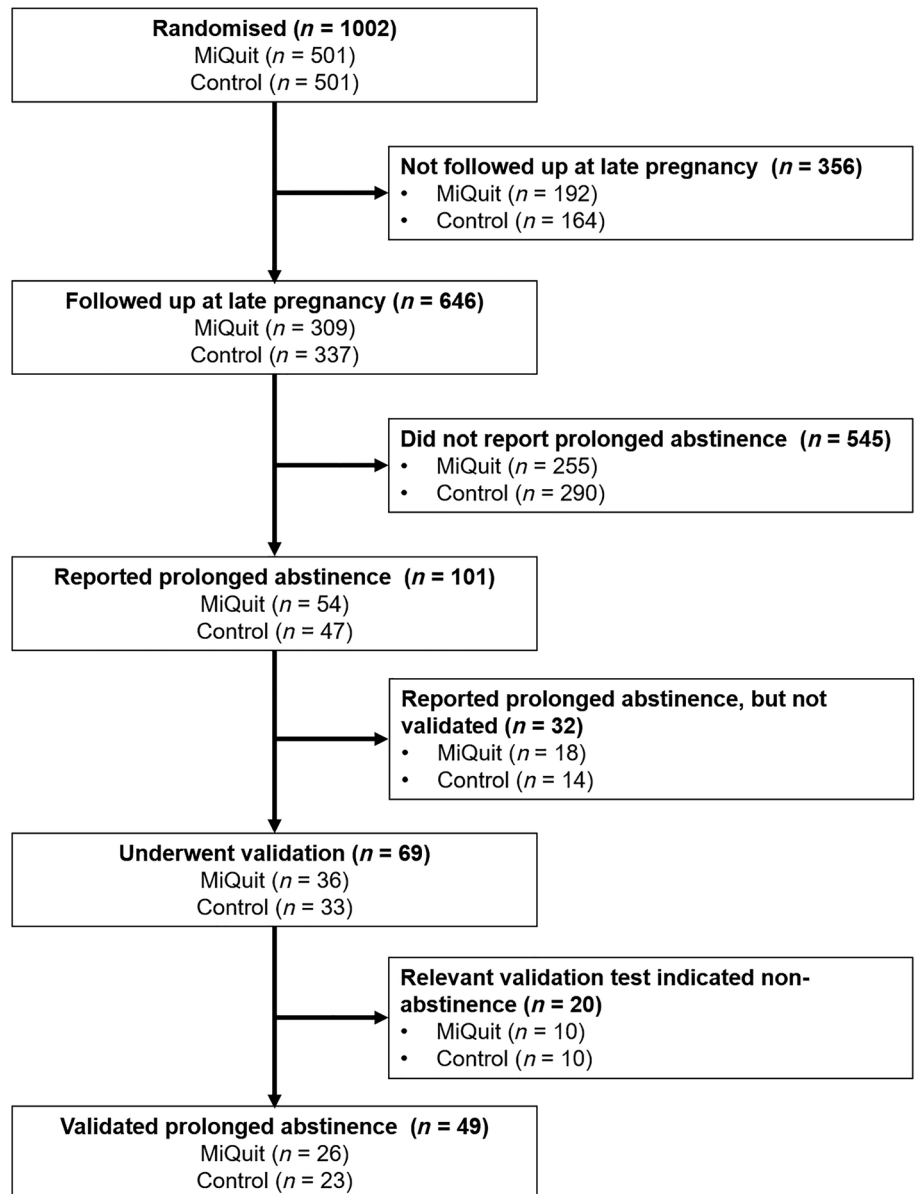 Randomised (n = 1002)
MiQuit (n = 501)
Control (n = 501)
Not followed up at late pregnancy (n = 356)
• MiQuit (n = 192)
• Control (n = 164)
Followed up at late pregnancy (n = 646)
MiQuit (n = 309)
Control (n = 337)
Did not report prolonged abstinence (n = 545)
• MiQuit (n = 255)
• Control (n = 290)
Reported prolonged abstinence (n = 101)
MiQuit (n = 54)
Control (n = 47)
Reported prolonged abstinence, but not
validated (n = 32)
• MiQuit (n = 18)
• Control (n = 14)
Underwent validation (n = 69)
MiQuit (n = 36)
Control (n = 33)
Relevant validation test indicated non-
abstinence (n = 20)
• MiQuit (n = 10)
• Control (n = 10)
Validated prolonged abstinence (n = 49)
MiQuit (n = 26)
Control (n = 23)